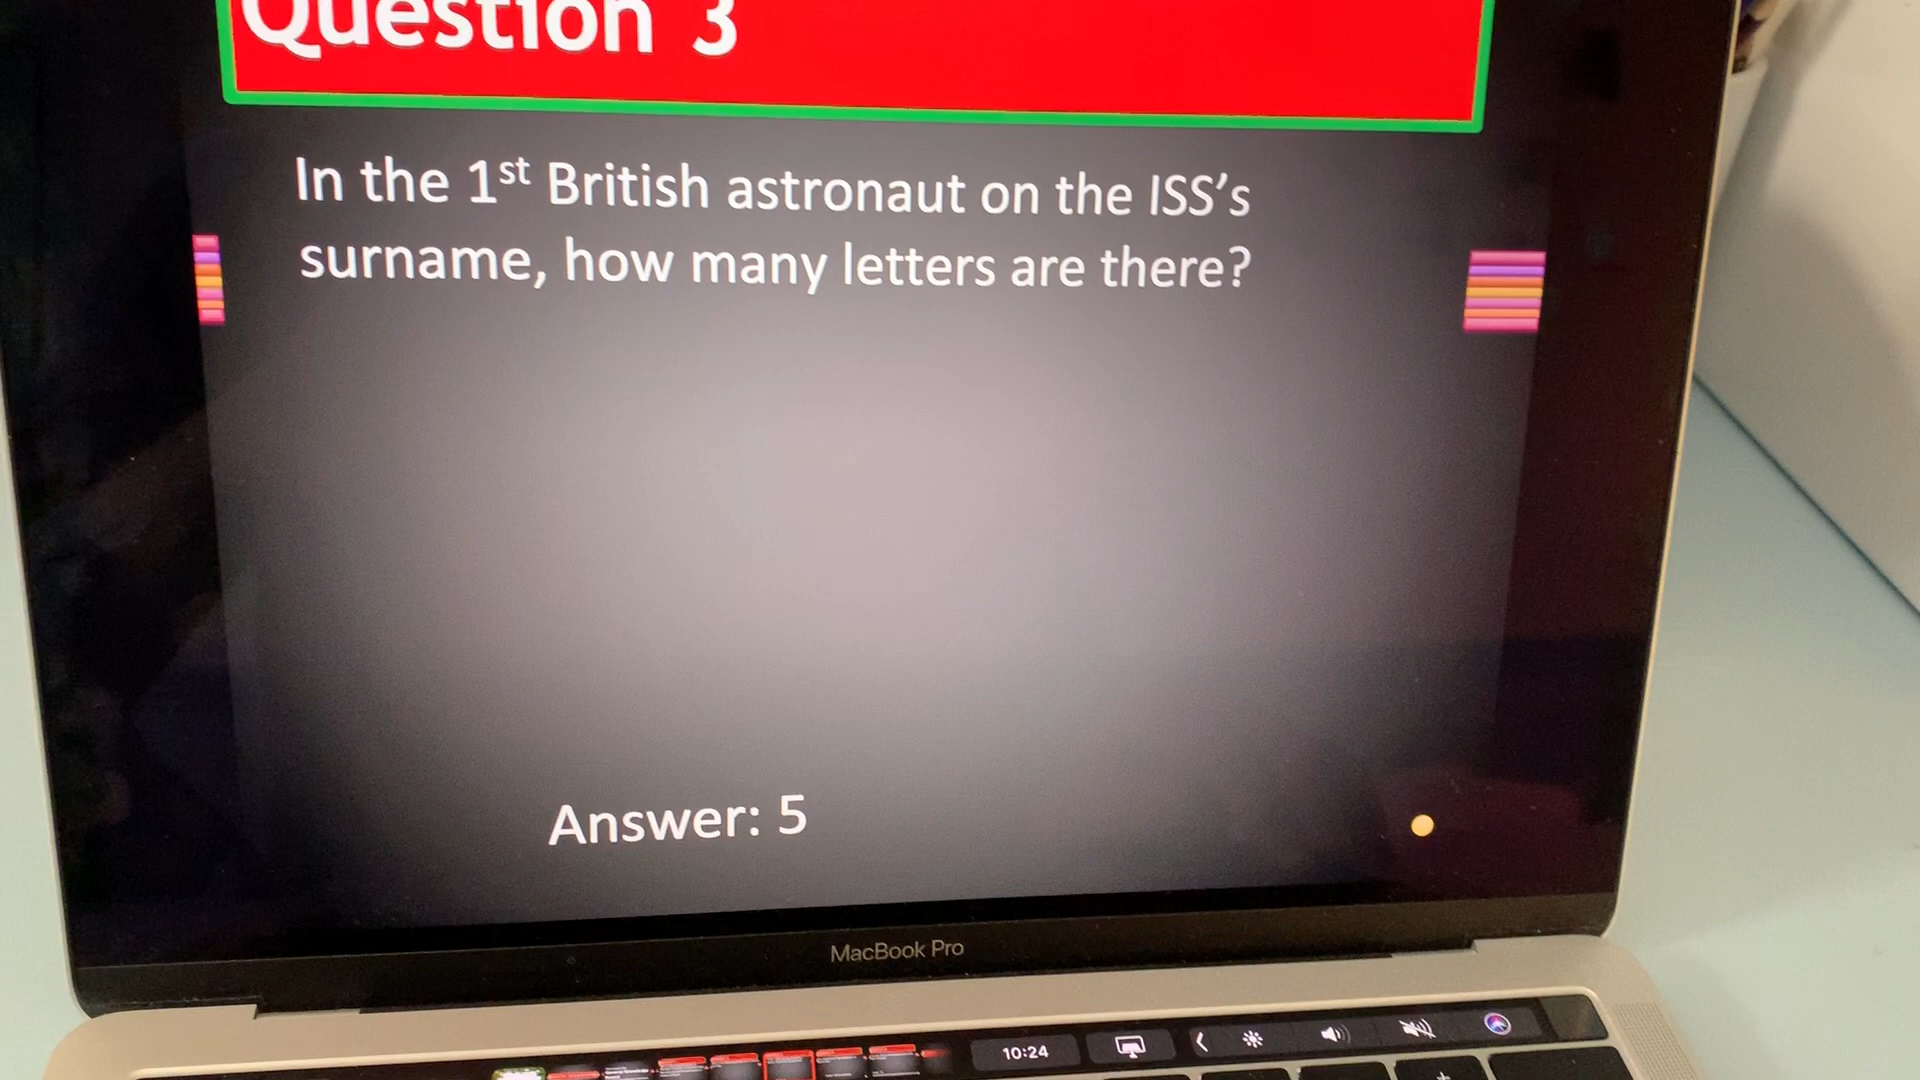 Question 3
In the 1st British astronaut on the ISS's
surname, how many letters are there?
Answer: 5
MacBook Pro
10:24